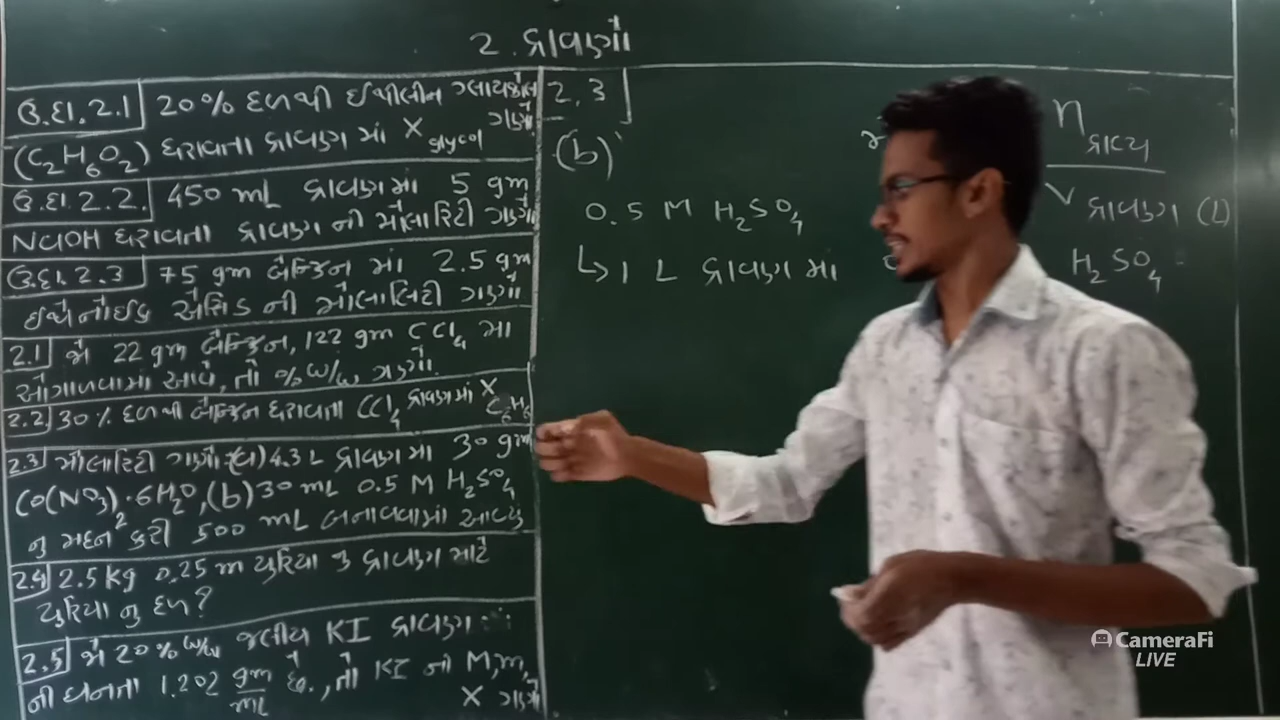 2. દ્રાવણો
ઉ.દા.2.1 20% દળથી ઈથીલીન ગ્લાયકોલ
(C₂H₆O₂) ધરાવતા દ્રાવણ માં X glycol ગણો
ઉ.દા.2.2. 450 mL દ્રાવણમાં 5 gm
NaOH ધરાવતા દ્રાવણ ની મોલારિટી ગણો
ઉ.દા.2.3 75 gm બેન્ઝિન માં 2.5 gm
ઈથેનોઈક એસિડ ની મોલાલિટી ગણો
2.1 જો 22 gm બેન્ઝિન, 122 gm CCl₄ મા
ઓગાળવામાં આવે, તો % w/w ગણો.
2.2 30% દળથી બેન્ઝિન ધરાવતા CCl₄ દ્રાવણમાં X C₆H₆
2.3 મોલારિટી ગણો (a) 4.3 L દ્રાવણ મા 30 gm
CO(NO₃)₂·6H₂O, (b) 30 mL 0.5 M H₂SO₄
નુ મદન કરી 500 mL બનાવવામાં આવ્યુ
2.4 2.5 kg 0.25 m યુરિયા ના દ્રાવણ માટે
યુરિયા નુ દળ?
2.5 જો 20% w/w જલીય KI દ્રાવણ
ની ઘનતા 1.202 gm/mL છે., તો KI ની M, m,
X ગણો
2.3
(b)
n દ્રાવ્ય
V દ્રાવણ (L)
0.5 M H₂SO₄
↳ 1 L દ્રાવણ માં H₂SO₄
CameraFi
LIVE